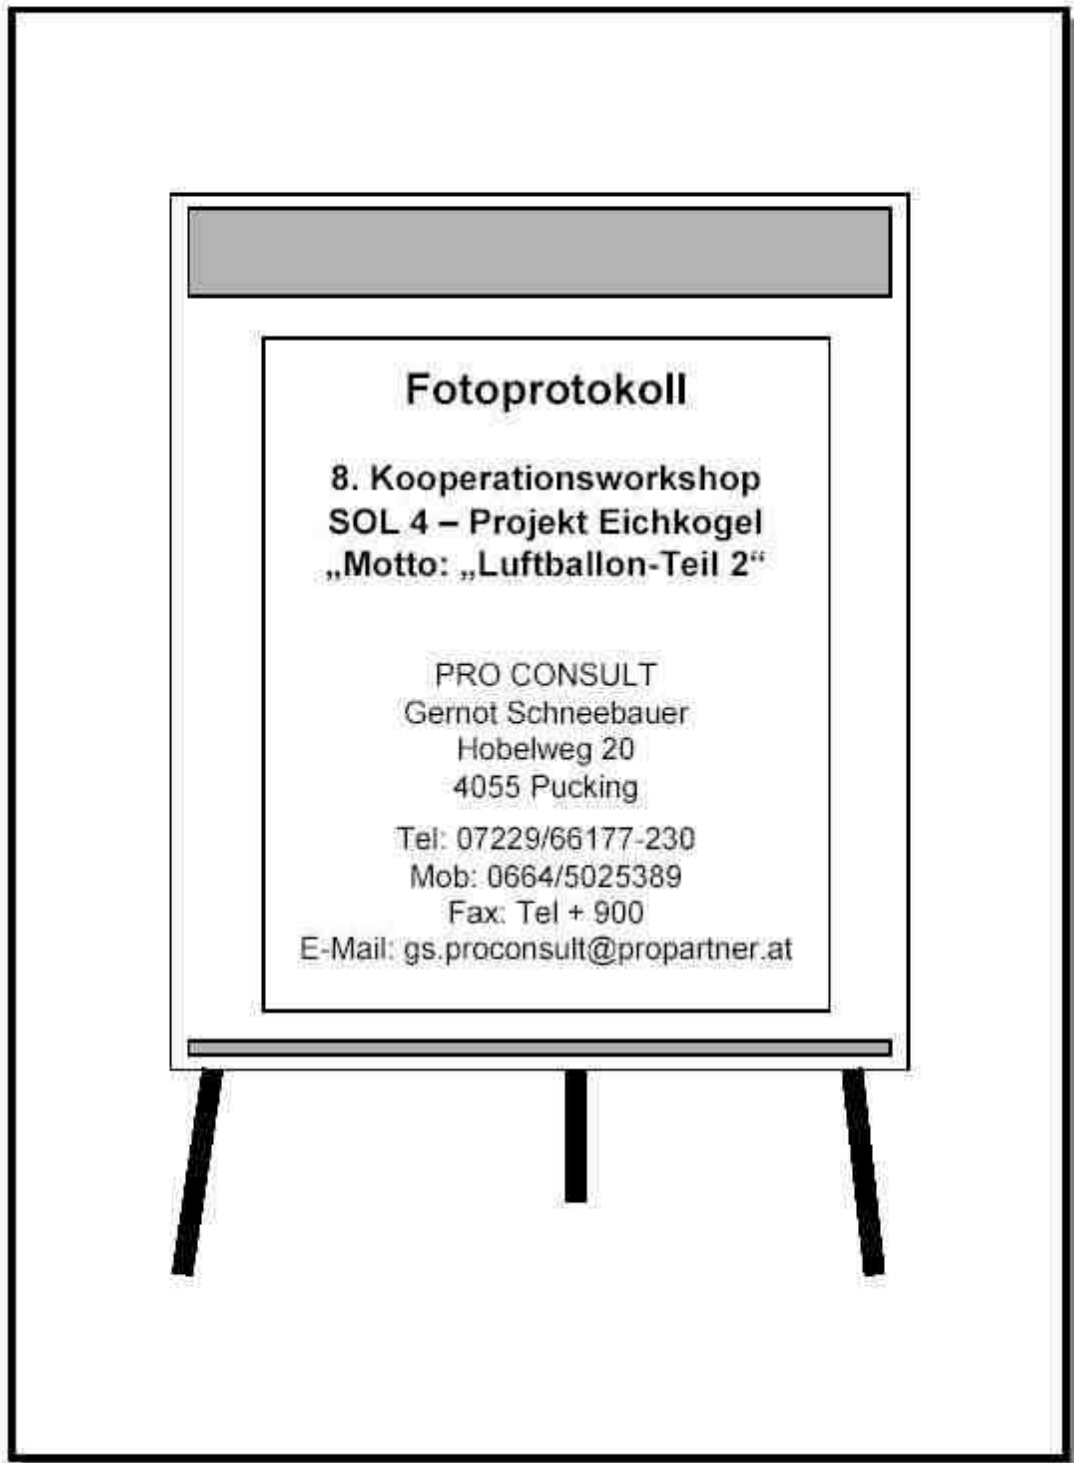 Fotoprotokoll
8. Kooperationsworkshop
SOL 4 – Projekt Eichkogel
„Motto: „Luftballon-Teil 2“
PRO CONSULT
Gernot Schneebauer
Hobelweg 20
4055 Pucking
Tel: 07229/66177-230
Mob: 0664/5025389
Fax: Tel + 900
E-Mail: gs.proconsult@propartner.at